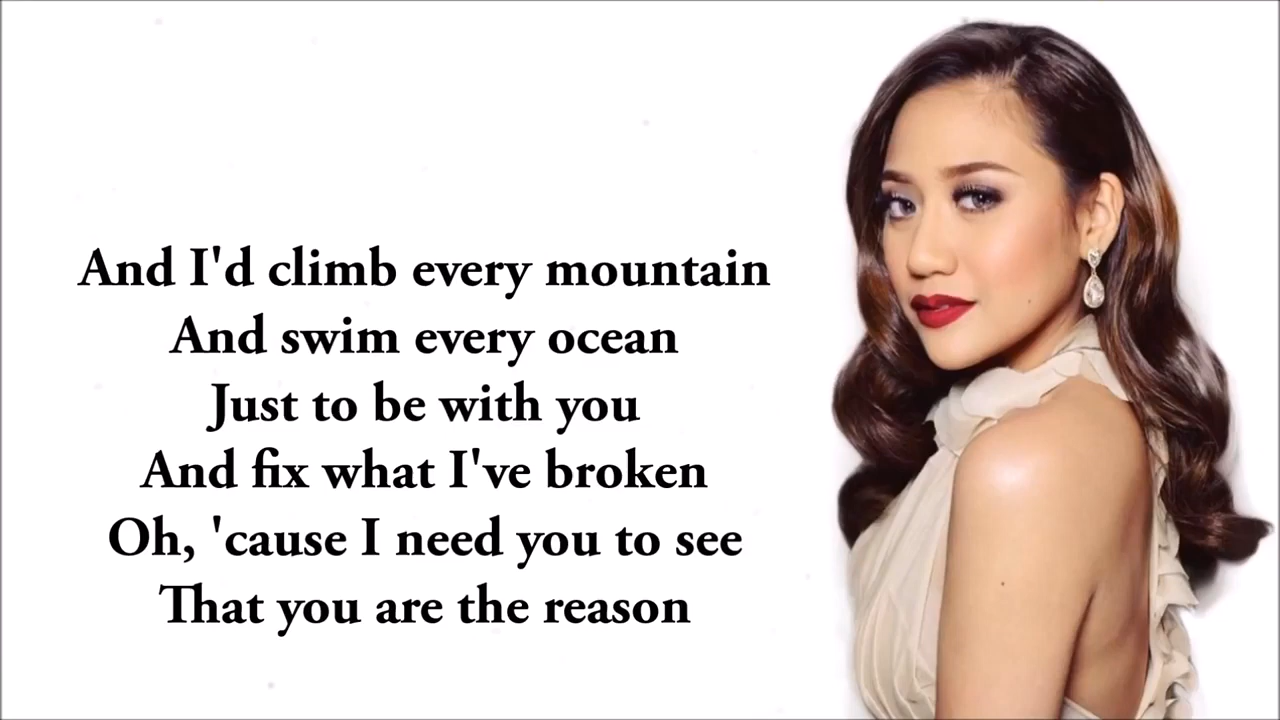 And I'd climb every mountain
And swim every ocean
Just to be with you
And fix what I've broken
Oh, 'cause I need you to see
That you are the reason